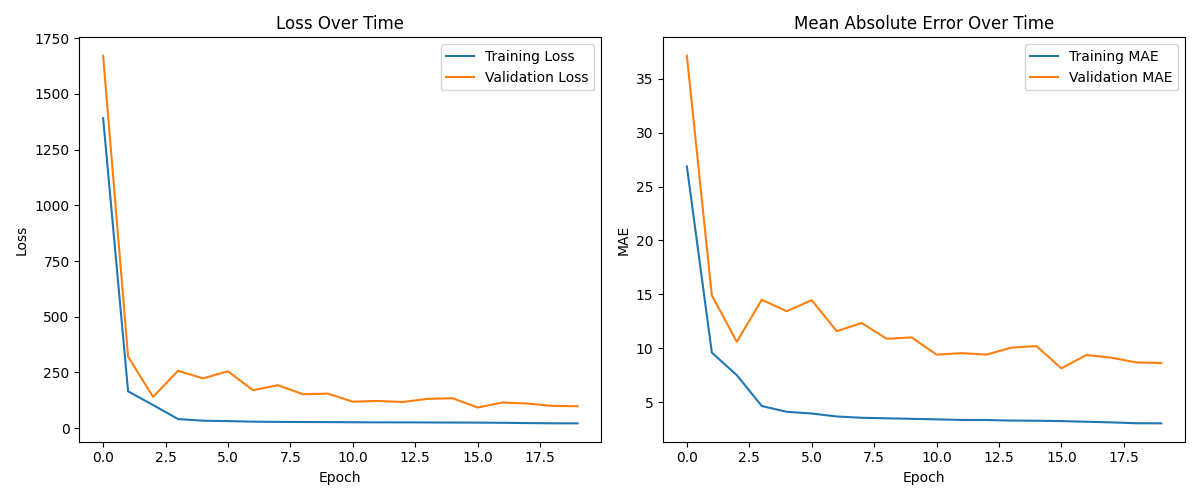 Loss Over Time
1750
1500
1250
1000
750
500
250
0
Loss
0.0 2.5 5.0 7.5 10.0 12.5 15.0 17.5
Epoch
Training Loss
Validation Loss
Mean Absolute Error Over Time
35
30
25
20
15
10
5
MAE
0.0 2.5 5.0 7.5 10.0 12.5 15.0 17.5
Epoch
Training MAE
Validation MAE